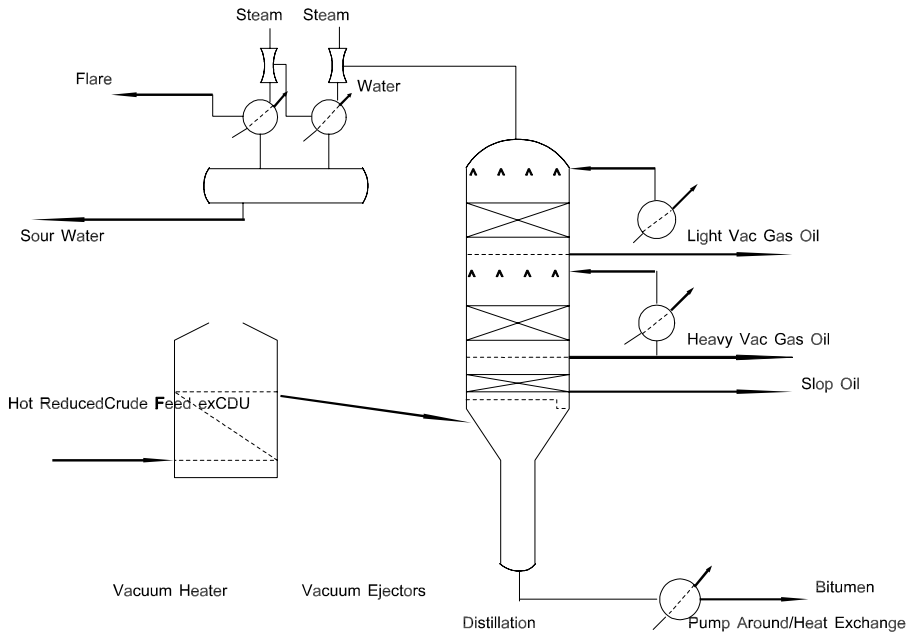 Steam Steam
Flare
Water
Sour Water
Light Vac Gas Oil
Heavy Vac Gas Oil
Slop Oil
Hot ReducedCrude Feed exCDU
Vacuum Heater Vacuum Ejectors
Bitumen
Distillation
Pump Around/Heat Exchange